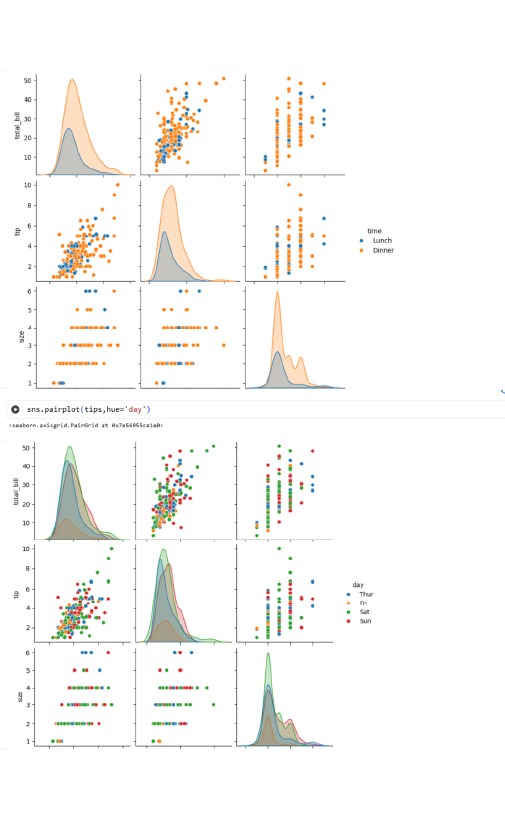 50
40
30
20
10
total_bill
10
8
6
4
2
tip
time
Lunch
Dinner
6
5
4
3
2
1
size
sns.pairplot(tips,hue='day')
<seaborn.axisgrid.PairGrid at 0x7a56955ca1e0>
50
40
30
20
10
total_bill
10
8
6
4
2
tip
day
Thur
Fri
Sat
Sun
6
5
4
3
2
1
size